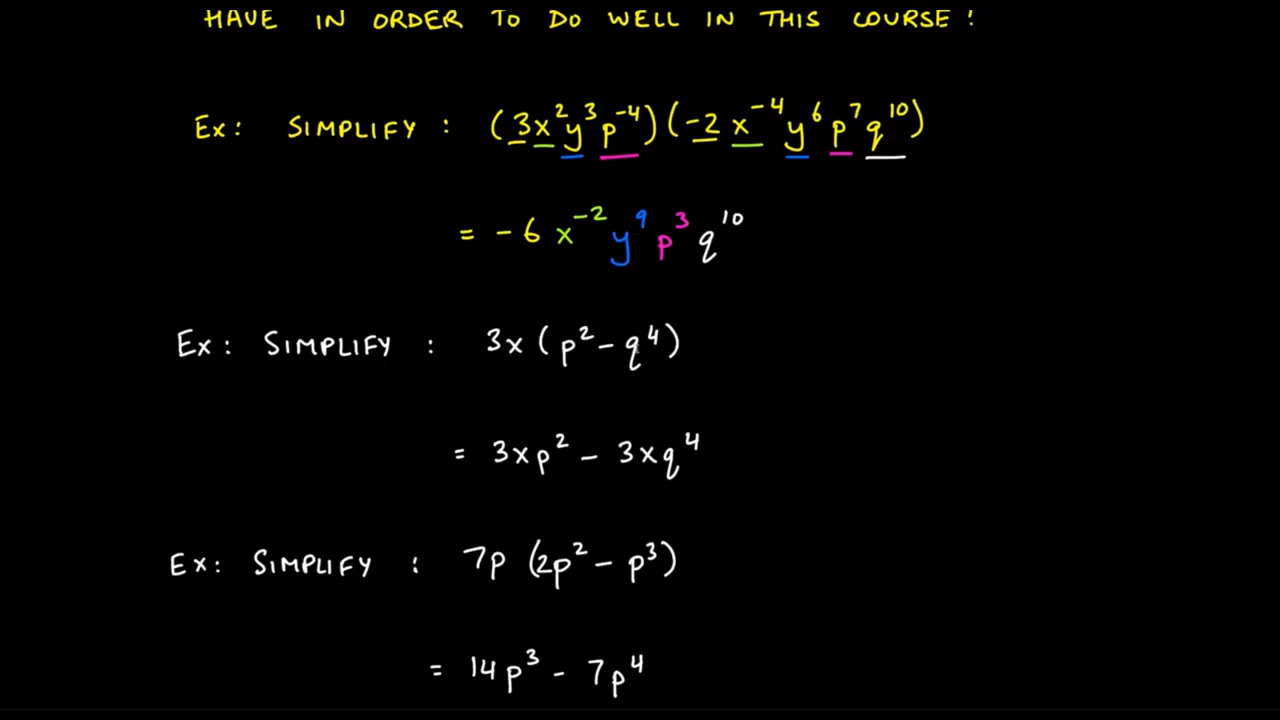 HAVE IN ORDER TO DO WELL IN THIS COURSE!
Ex: SIMPLIFY: (3x²y³p⁻⁴)(-2x⁻⁴y⁶p⁷q¹⁰)
= -6x⁻²y⁹p³q¹⁰
Ex: SIMPLIFY: 3x(p²-q⁴)
= 3xp² - 3xq⁴
Ex: SIMPLIFY: 7p(2p²-p³)
= 14p³ - 7p⁴